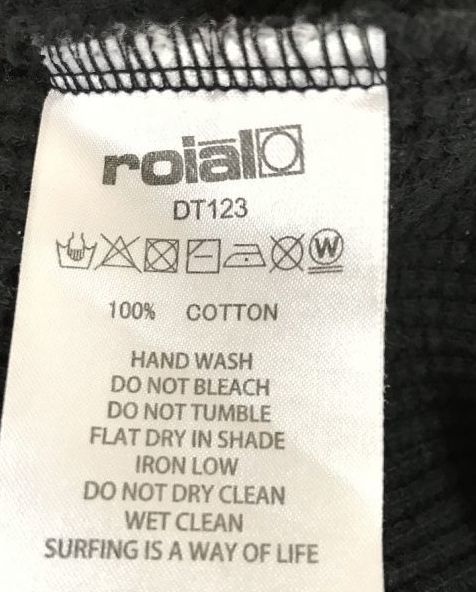 roial
DT123
W
100% COTTON
HAND WASH
DO NOT BLEACH
DO NOT TUMBLE
FLAT DRY IN SHADE
IRON LOW
DO NOT DRY CLEAN
WET CLEAN
SURFING IS A WAY OF LIFE